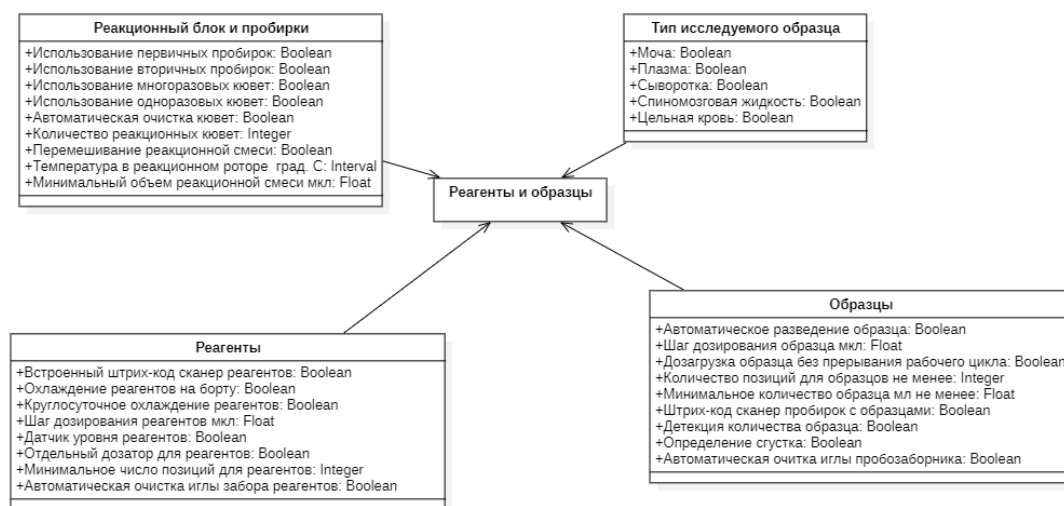 Реакционный блок и пробирки
+Использование первичных пробирок: Boolean
+Использование вторичных пробирок: Boolean
+Использование многоразовых кювет: Boolean
+Использование одноразовых кювет: Boolean
+Автоматическая очистка кювет: Boolean
+Количество реакционных кювет: Integer
+Перемешивание реакционной смеси: Boolean
+Температура в реакционном роторе град. С: Interval
+Минимальный объем реакционной смеси мкл: Float
Тип исследуемого образца
+Моча: Boolean
+Плазма: Boolean
+Сыворотка: Boolean
+Спиномозговая жидкость: Boolean
+Цельная кровь: Boolean
Реагенты и образцы
Реагенты
+Встроенный штрих-код сканер реагентов: Boolean
+Охлаждение реагентов на борту: Boolean
+Круглосуточное охлаждение реагентов: Boolean
+Шаг дозирования реагентов мкл: Float
+Датчик уровня реагентов: Boolean
+Отдельный дозатор для реагентов: Boolean
+Минимальное число позиций для реагентов: Integer
+Автоматическая очистка иглы забора реагентов: Boolean
Образцы
+Автоматическое разведение образца: Boolean
+Шаг дозирования образца мкл: Float
+Дозагрузка образца без прерывания рабочего цикла: Boolean
+Количество позиций для образцов не менее: Integer
+Минимальное количество образца мл не менее: Float
+Штрих-код сканер пробирок с образцами: Boolean
+Детекция количества образца: Boolean
+Определение сгустка: Boolean
+Автоматическая очитка иглы пробозаборника: Boolean